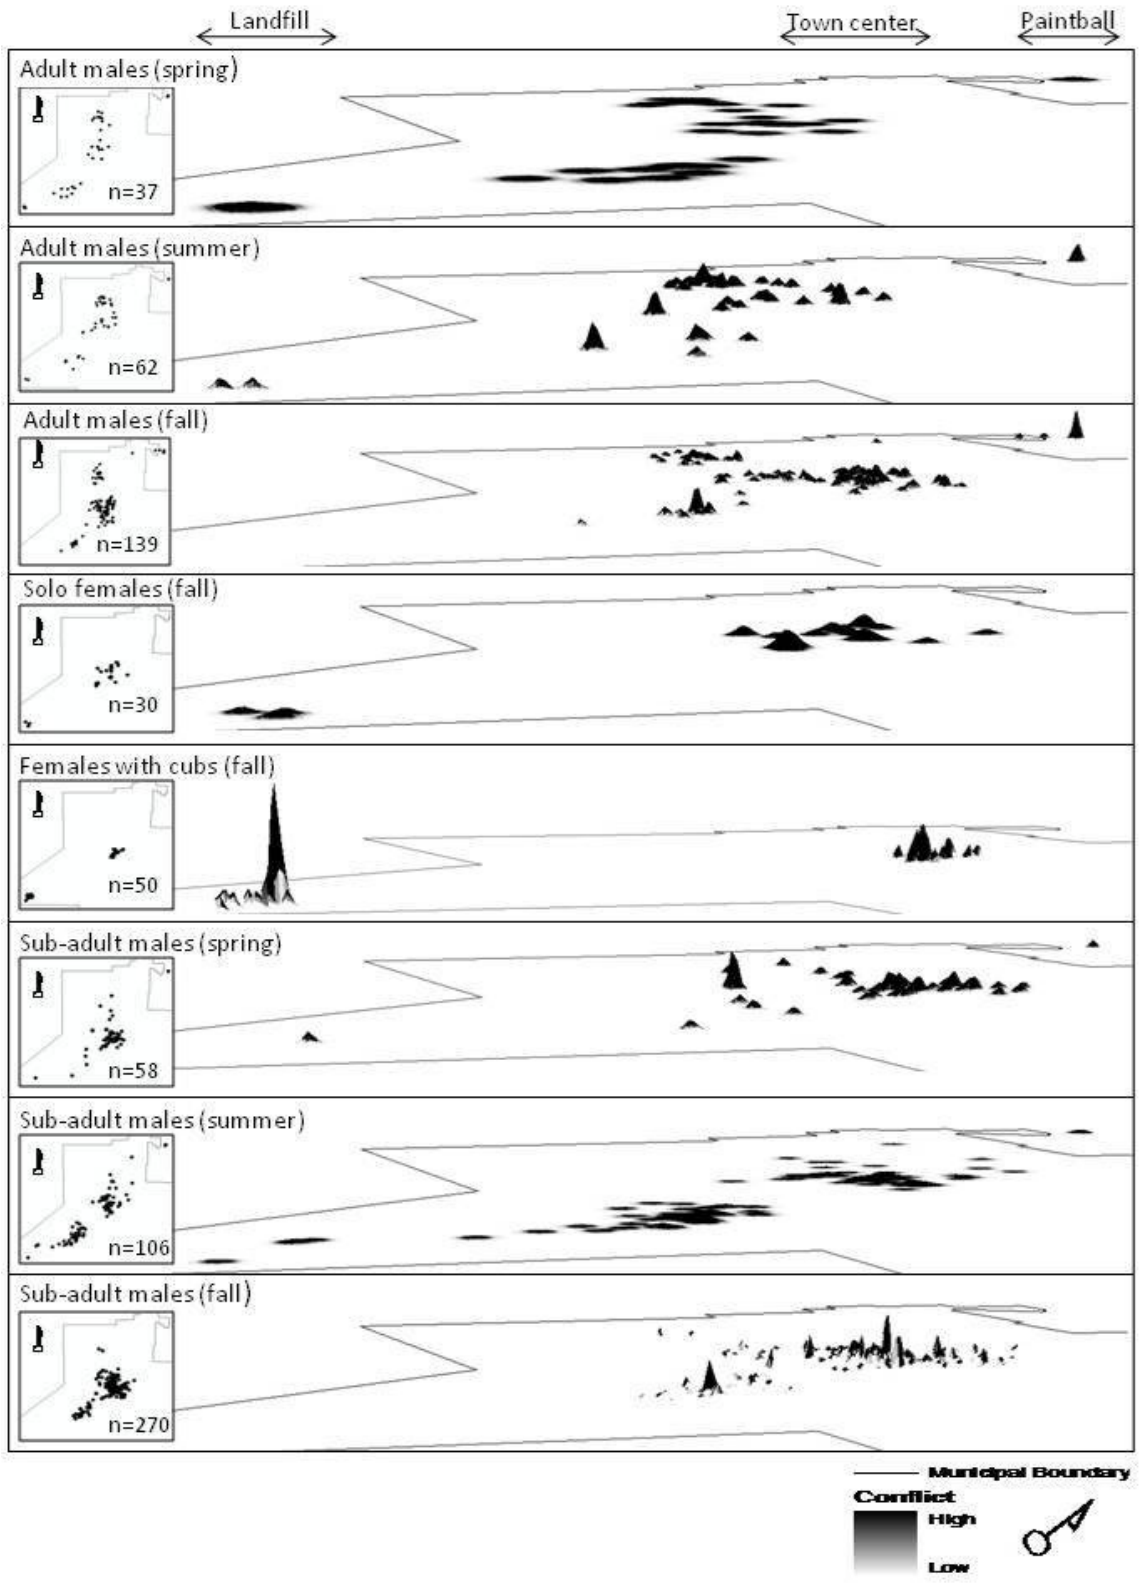 Landfill Town center Paintball
Adult males (spring)
n=37
Adult males (summer)
n=62
Adult males (fall)
n=139
Solo females (fall)
n=30
Females with cubs (fall)
n=50
Sub-adult males (spring)
n=58
Sub-adult males (summer)
n=106
Sub-adult males (fall)
n=270
Municipal Boundary
Conflict
High
Low